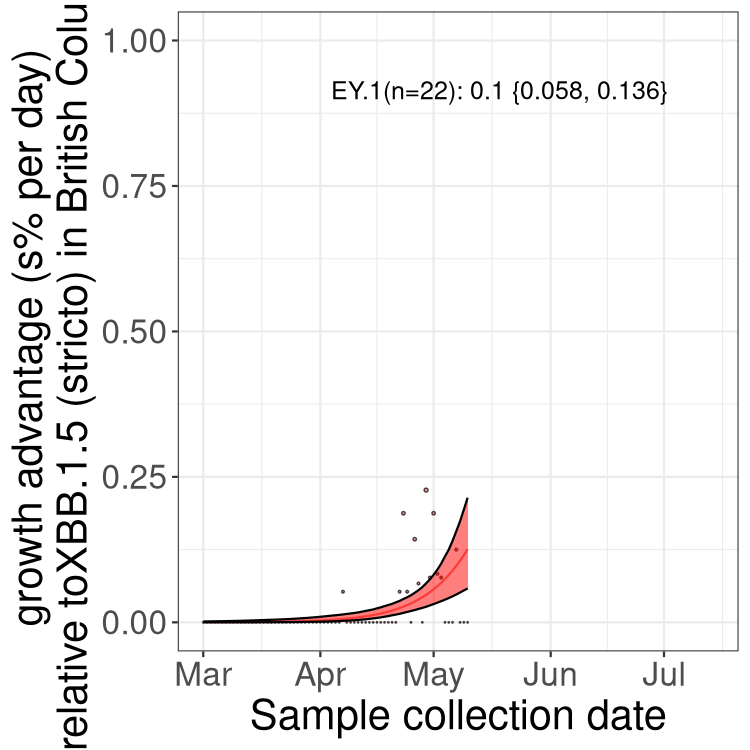 growth advantage (s% per day)
relative toXBB.1.5 (stricto) in British Colu
1.00
0.75
0.50
0.25
0.00
EY.1(n=22): 0.1 {0.058, 0.136}
Mar Apr May Jun Jul
Sample collection date